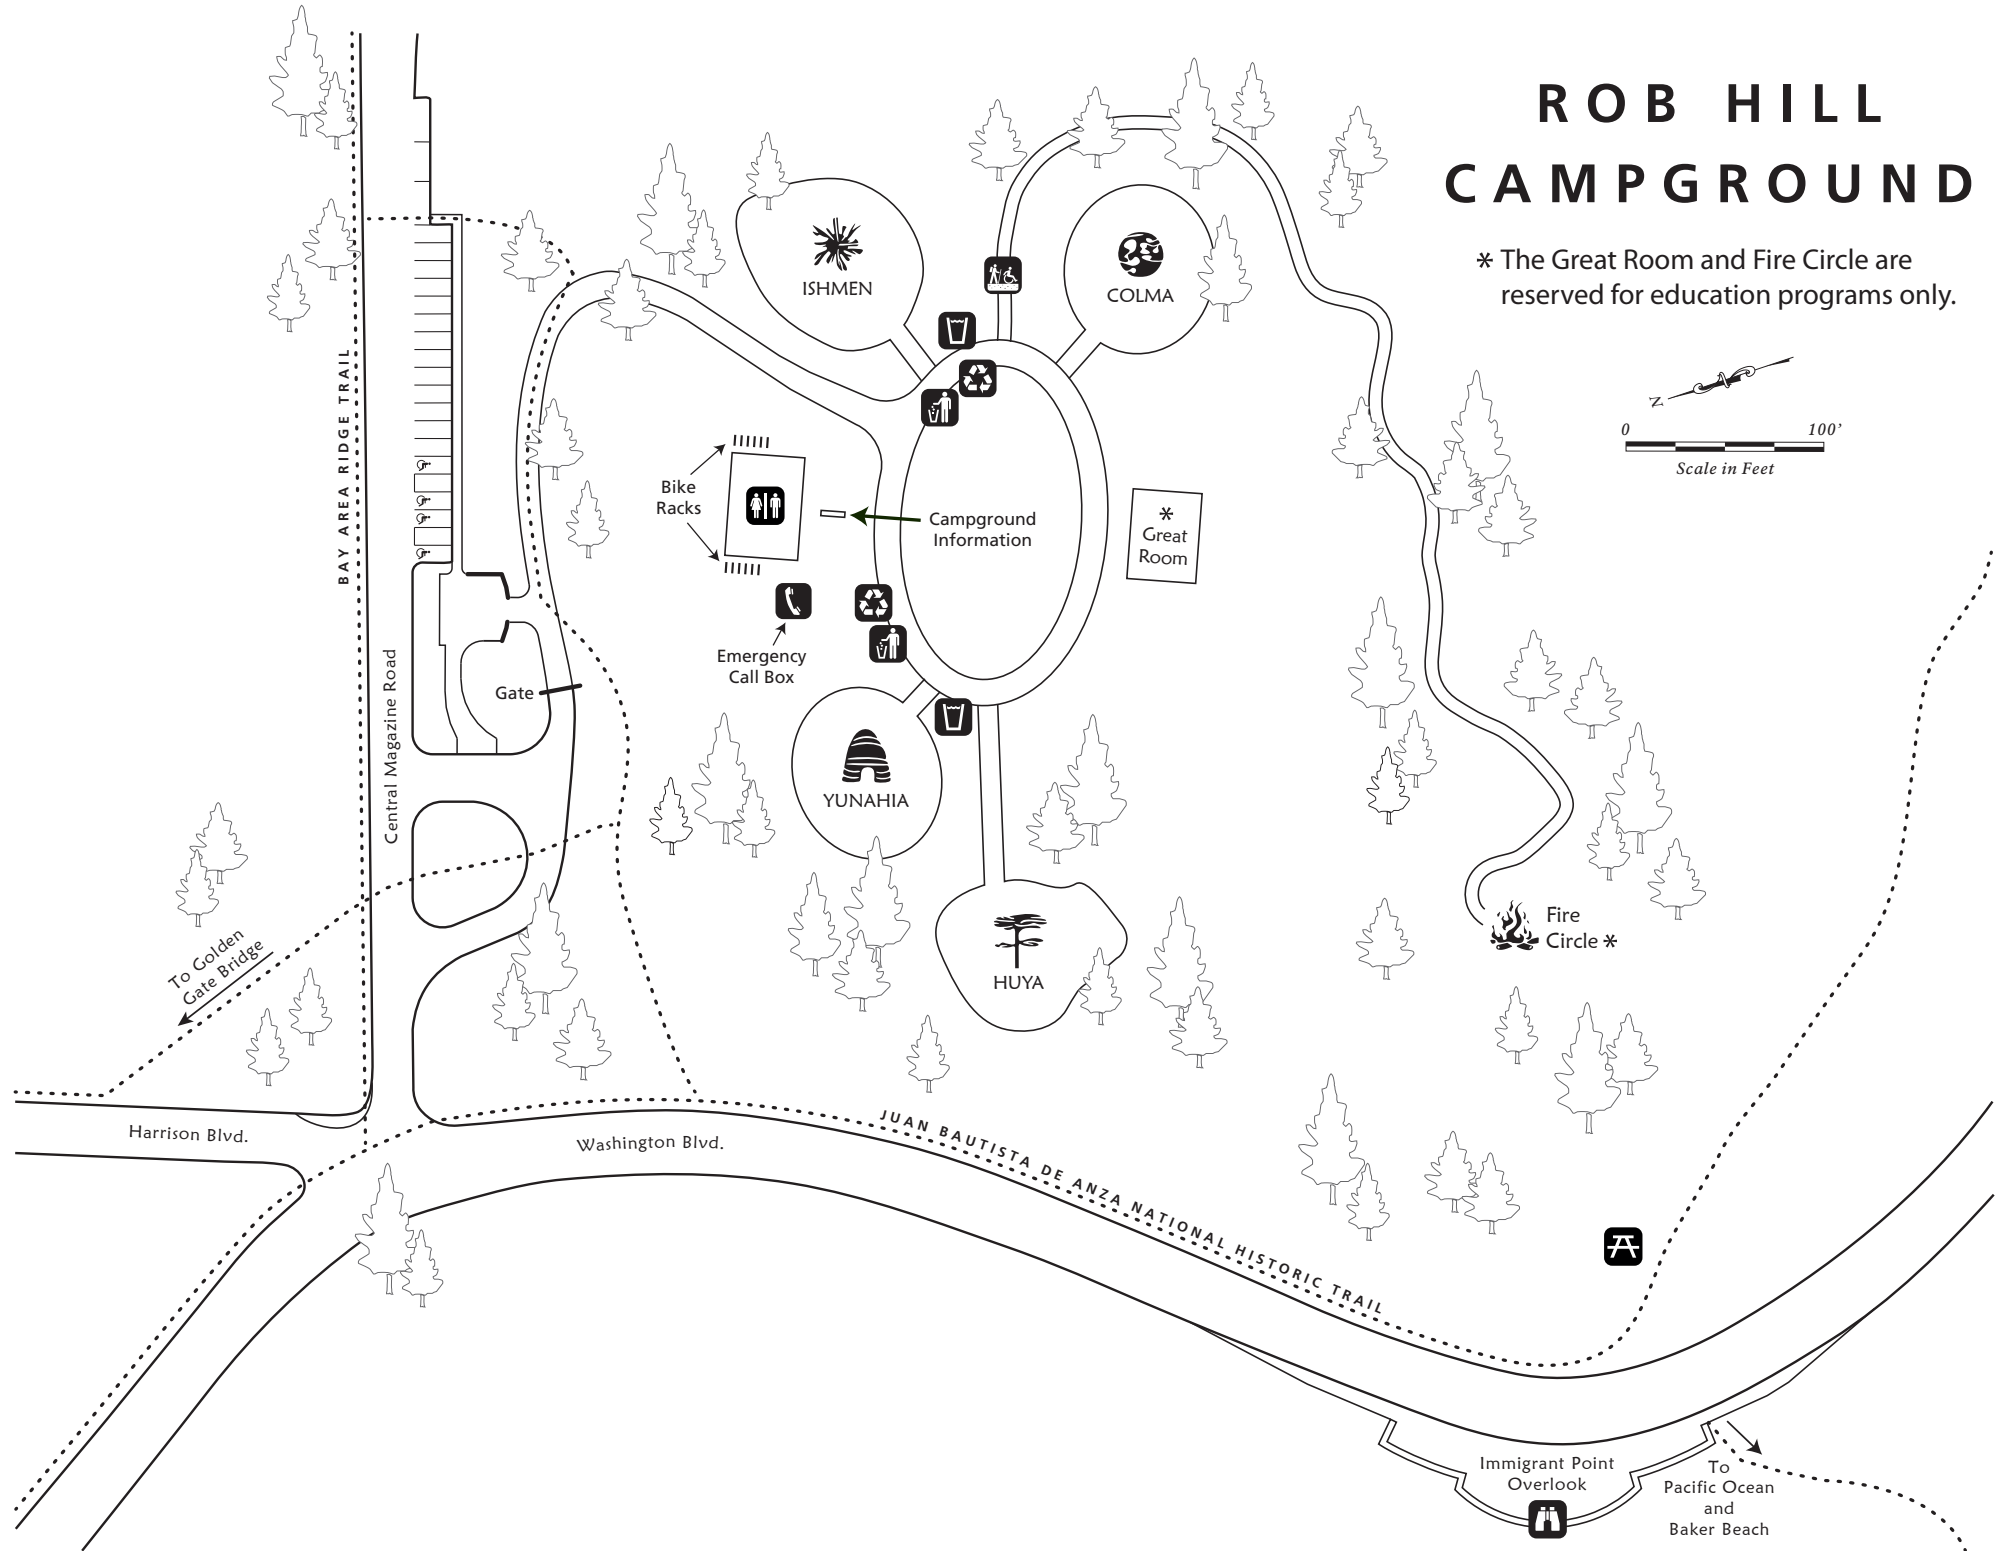 ROB HILL
CAMPGROUND
* The Great Room and Fire Circle are
reserved for education programs only.
N
0 100’
Scale in Feet
ISHMEN
COLMA
BAY AREA RIDGE TRAIL
Bike
Racks
Campground
Information
*
Great
Room
Emergency
Call Box
Gate
Central Magazine Road
YUNAHIA
HUYA
Fire
Circle *
To Golden
Gate Bridge
Harrison Blvd.
Washington Blvd.
JUAN BAUTISTA DE ANZA NATIONAL HISTORIC TRAIL
Immigrant Point
Overlook
To
Pacific Ocean
and
Baker Beach